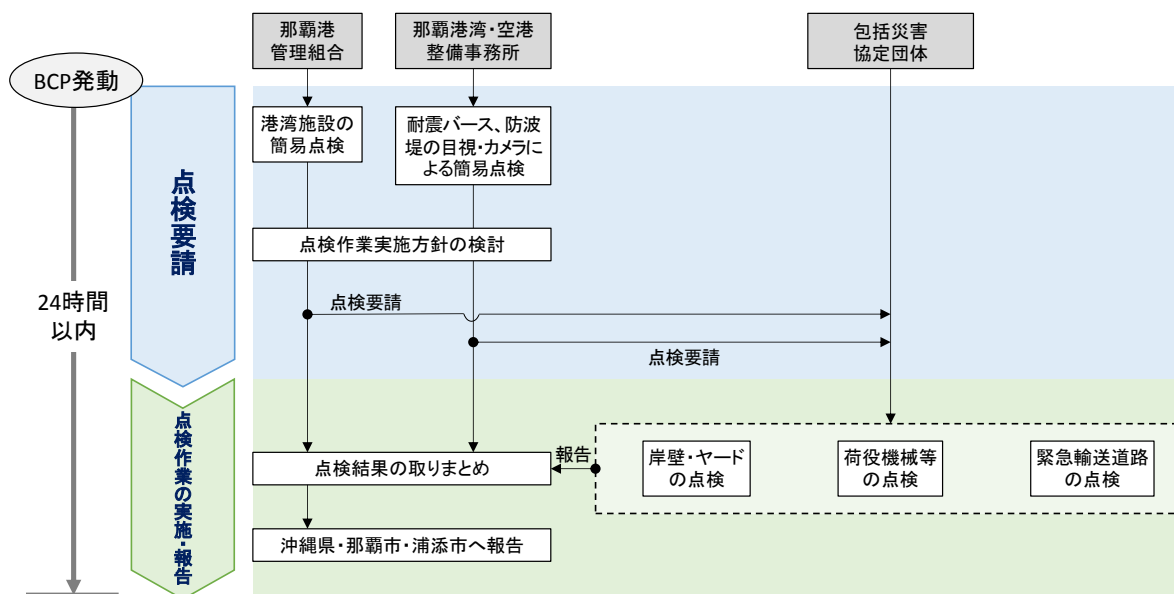 那覇港
管理組合
那覇港湾・空港
整備事務所
包括災害
協定団体
BCP発動
点検要請
港湾施設の
簡易点検
耐震バース、防波
堤の目視・カメラに
よる簡易点検
点検作業実施方針の検討
24時間
以内
点検要請
点検要請
点検作業の実施・報告
点検結果の取りまとめ
報告
岸壁・ヤード
の点検
荷役機械等
の点検
緊急輸送道路
の点検
沖縄県・那覇市・浦添市へ報告